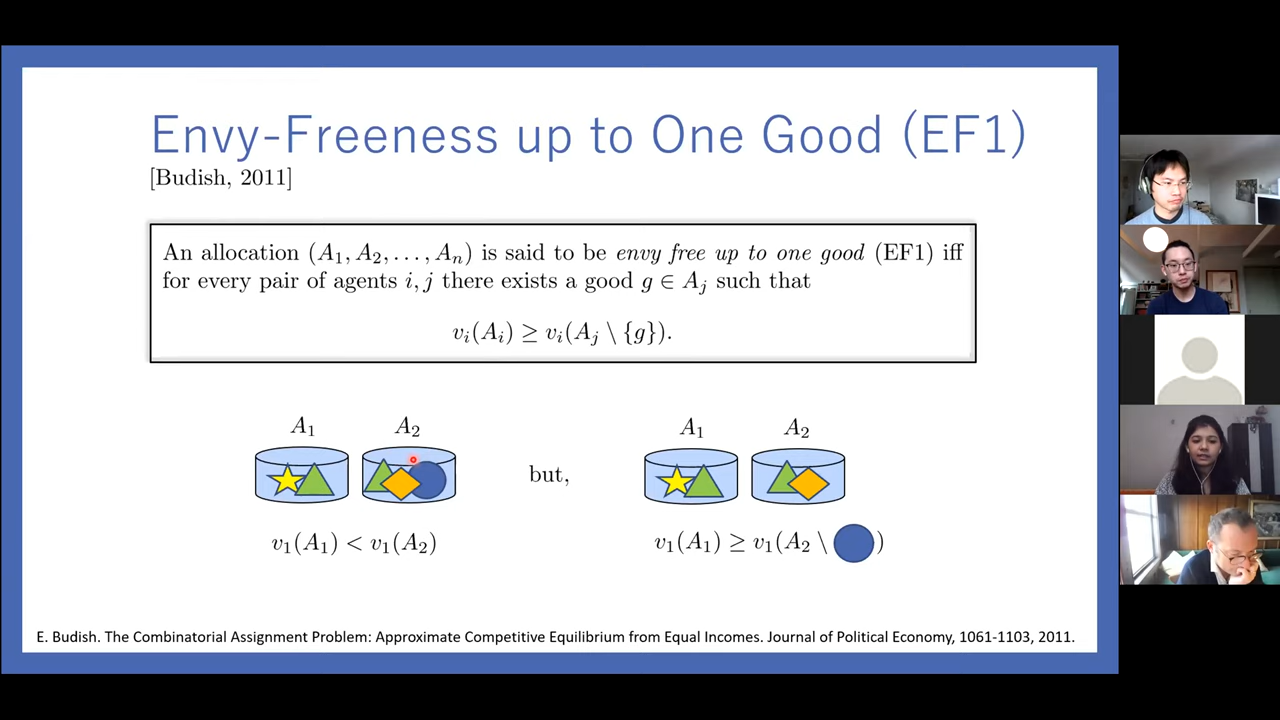 Envy-Freeness up to One Good (EF1)
[Budish, 2011]
An allocation (A₁, A₂, . . . , Aₙ) is said to be envy free up to one good (EF1) iff
for every pair of agents i, j there exists a good g ∈ Aⱼ such that
vᵢ(Aᵢ) ≥ vᵢ(Aⱼ \ {g}).
A₁ A₂ A₁ A₂
but,
v₁(A₁) < v₁(A₂) v₁(A₁) ≥ v₁(A₂ \ )
E. Budish. The Combinatorial Assignment Problem: Approximate Competitive Equilibrium from Equal Incomes. Journal of Political Economy, 1061-1103, 2011.